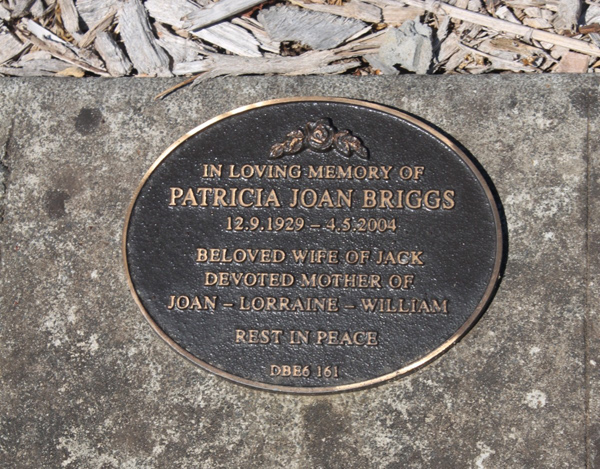 IN LOVING MEMORY OF
PATRICIA JOAN BRIGGS
12.9.1929 – 4.5.2004
BELOVED WIFE OF JACK
DEVOTED MOTHER OF
JOAN – LORRAINE – WILLIAM
REST IN PEACE
DBE6 161